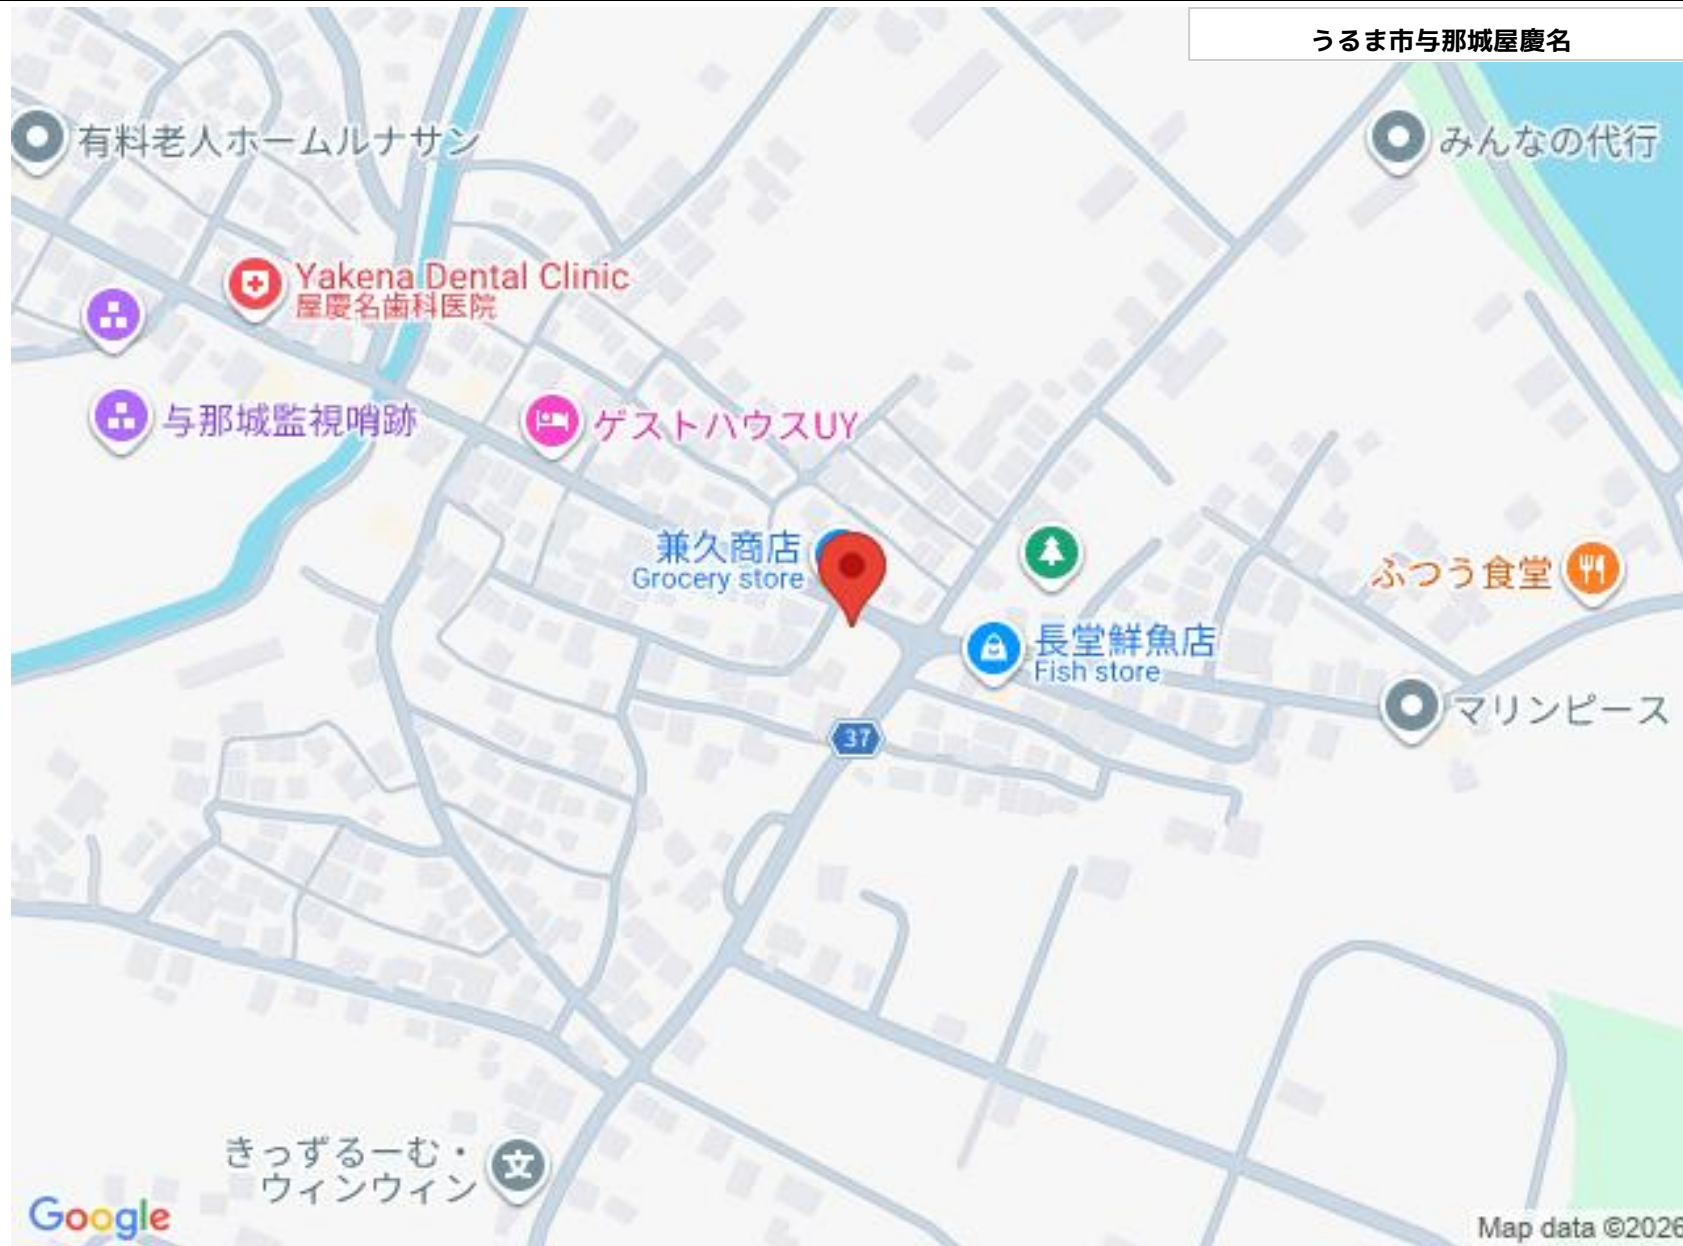 うるま市与那城屋慶名
有料老人ホームルナサン
みんなの代行
Yakena Dental Clinic
屋慶名歯科医院
与那城監視哨跡
ゲストハウスUY
兼久商店
Grocery store
ふつう食堂
長堂鮮魚店
Fish store
マリンピース
37
きっずるーむ・
ウィンウィン
Google
Map data ©2026